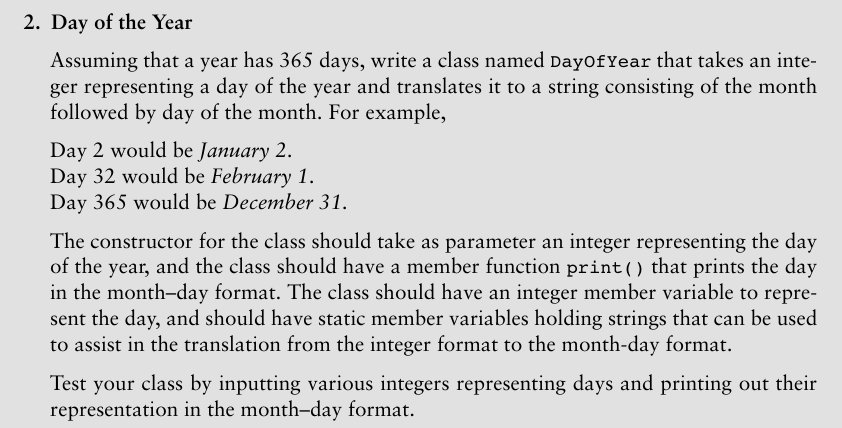 2. Day of the Year
Assuming that a year has 365 days, write a class named DayOfYear that takes an inte-
ger representing a day of the year and translates it to a string consisting of the month
followed by day of the month. For example,
Day 2 would be January 2.
Day 32 would be February 1.
Day 365 would be December 31.
The constructor for the class should take as parameter an integer representing the day
of the year, and the class should have a member function print() that prints the day
in the month–day format. The class should have an integer member variable to repre-
sent the day, and should have static member variables holding strings that can be used
to assist in the translation from the integer format to the month-day format.
Test your class by inputting various integers representing days and printing out their
representation in the month–day format.